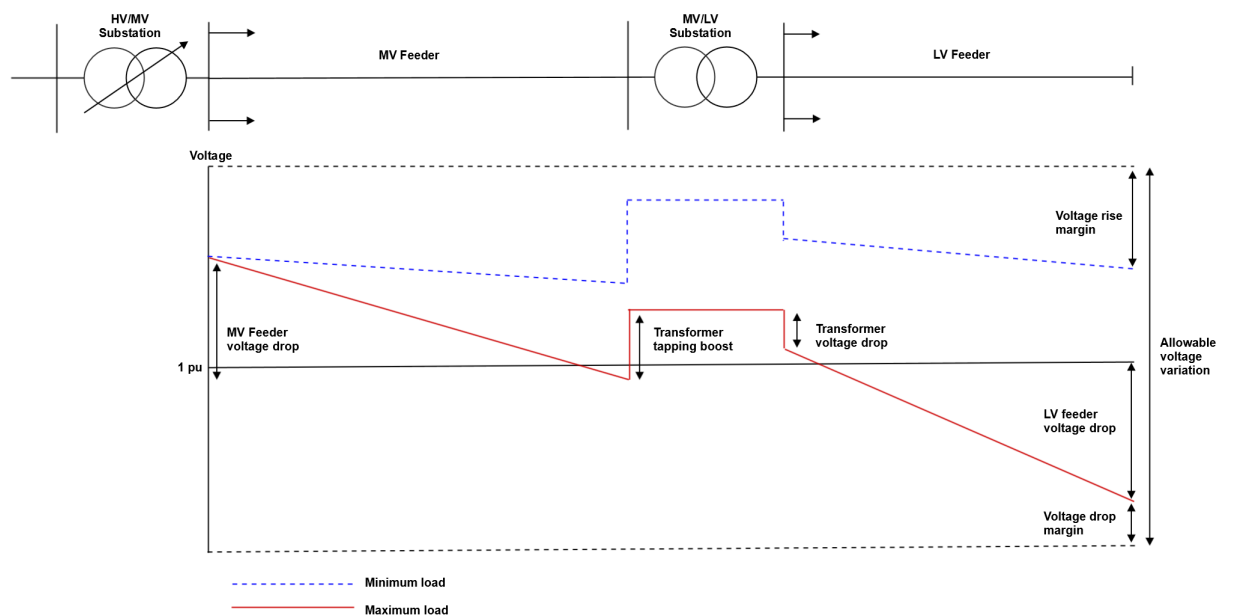 HV/MV
Substation
MV/LV
Substation
MV Feeder
LV Feeder
Voltage
Voltage rise
margin
MV Feeder
voltage drop
Transformer
tapping boost
Transformer
voltage drop
Allowable
voltage
variation
1 pu
LV feeder
voltage drop
Voltage drop
margin
Minimum load
Maximum load